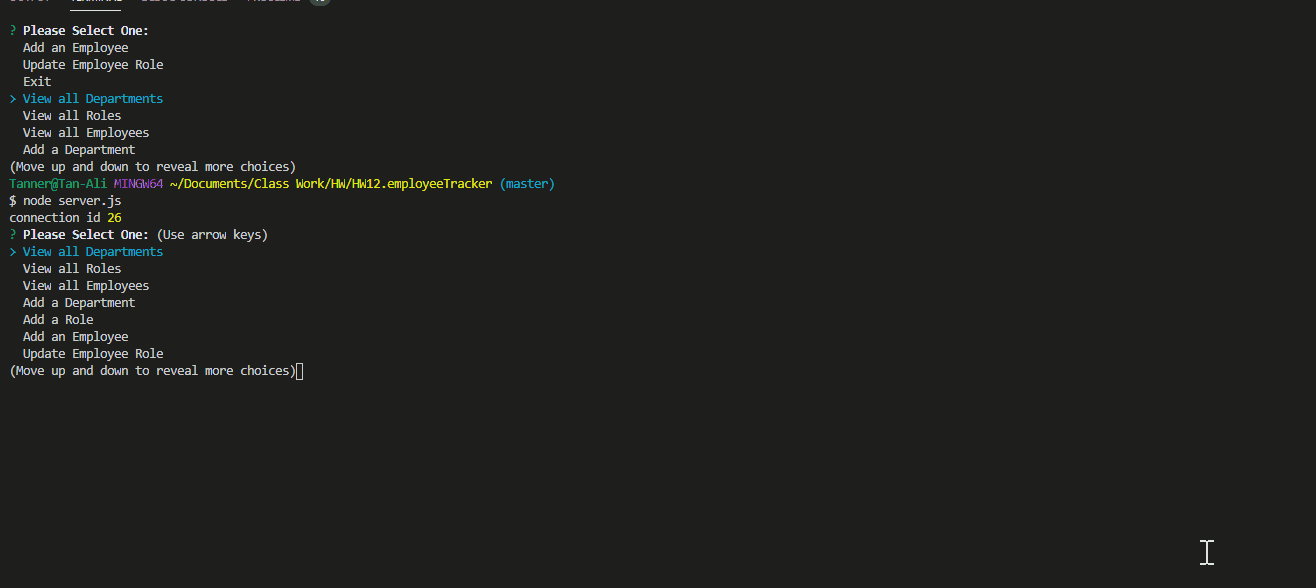 ? Please Select One:
Add an Employee
Update Employee Role
Exit
> View all Departments
View all Roles
View all Employees
Add a Department
(Move up and down to reveal more choices)
Tanner@Tan-Ali MINGW64 ~/Documents/Class Work/HW/HW12.employeeTracker (master)
$ node server.js
connection id 26
? Please Select One: (Use arrow keys)
> View all Departments
View all Roles
View all Employees
Add a Department
Add a Role
Add an Employee
Update Employee Role
(Move up and down to reveal more choices)